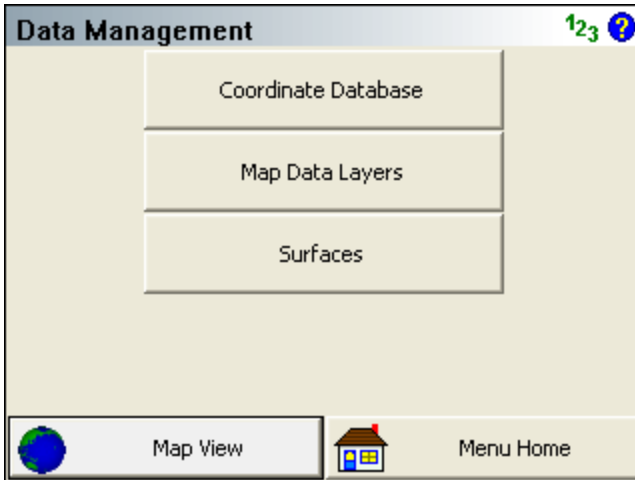 Data Management
123
Coordinate Database
Map Data Layers
Surfaces
Map View
Menu Home